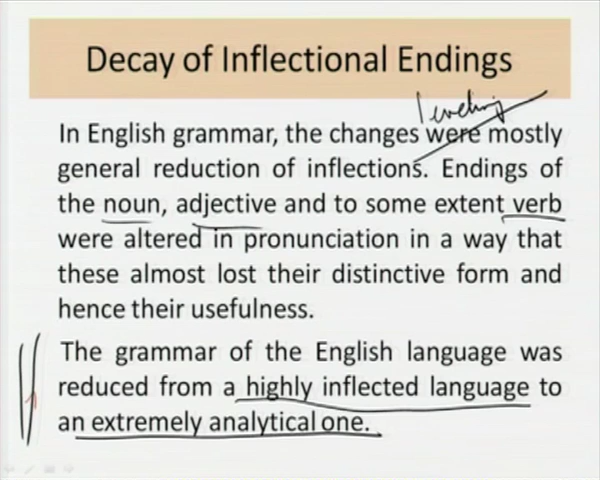 Decay of Inflectional Endings
leveling
In English grammar, the changes were mostly
general reduction of inflections. Endings of
the noun, adjective and to some extent verb
were altered in pronunciation in a way that
these almost lost their distinctive form and
hence their usefulness.
The grammar of the English language was
reduced from a highly inflected language to
an extremely analytical one.